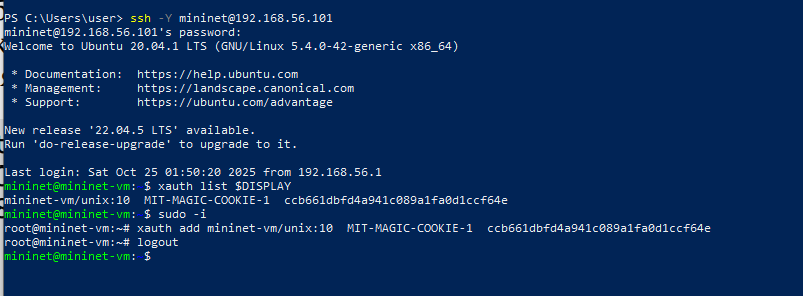 PS C:\Users\user> ssh -Y mininet@192.168.56.101
mininet@192.168.56.101's password:
Welcome to Ubuntu 20.04.1 LTS (GNU/Linux 5.4.0-42-generic x86_64)
* Documentation:  https://help.ubuntu.com
* Management:     https://landscape.canonical.com
* Support:        https://ubuntu.com/advantage
New release '22.04.5 LTS' available.
Run 'do-release-upgrade' to upgrade to it.
Last login: Sat Oct 25 01:50:20 2025 from 192.168.56.1
mininet@mininet-vm: $ xauth list $DISPLAY
mininet-vm/unix:10  MIT-MAGIC-COOKIE-1  ccb661dbfd4a941c089a1fa0d1ccf64e
mininet@mininet-vm: $ sudo -i
root@mininet-vm:~# xauth add mininet-vm/unix:10  MIT-MAGIC-COOKIE-1  ccb661dbfd4a941c089a1fa0d1ccf64e
root@mininet-vm:~# logout
mininet@mininet-vm: $